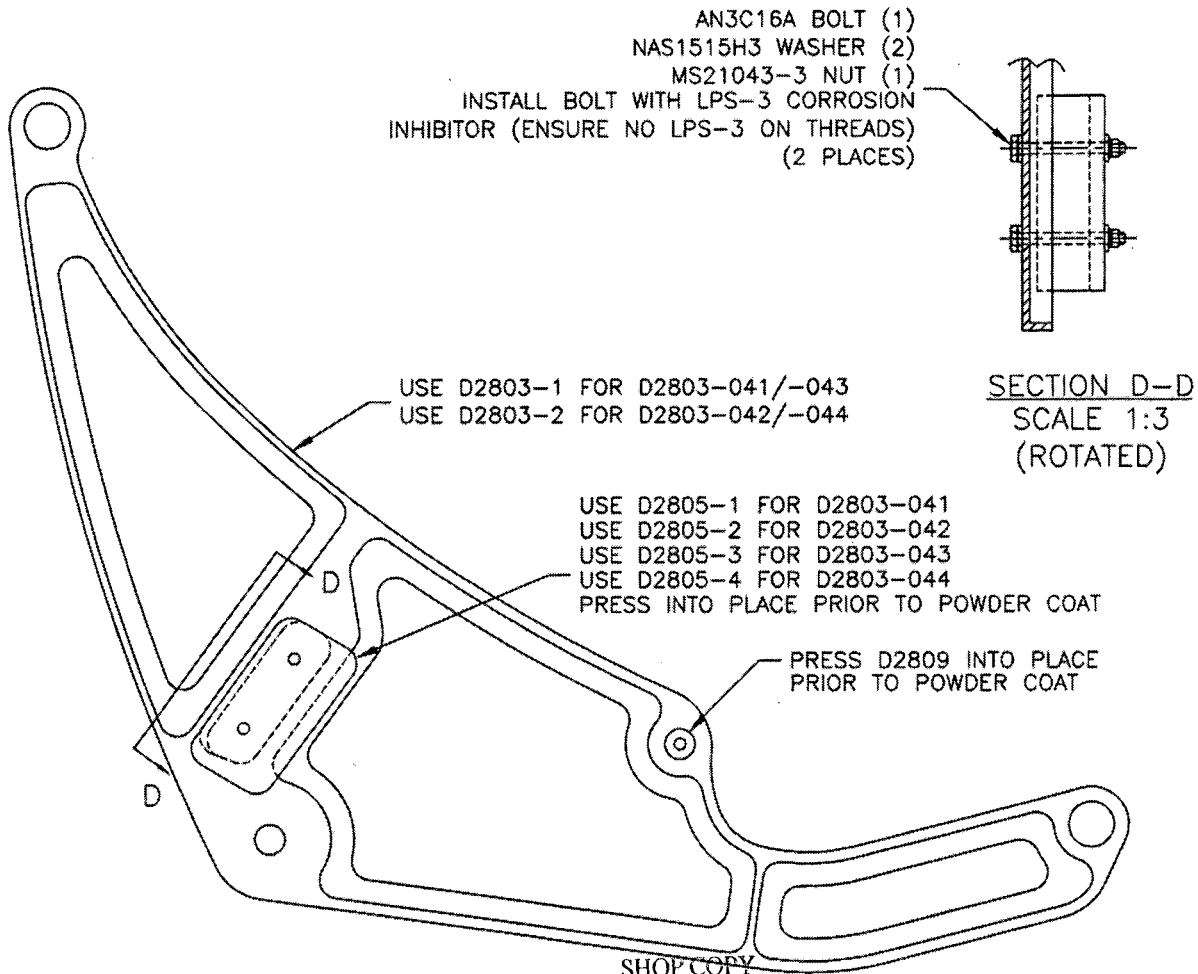 AN3C16A BOLT (1)
NAS1515H3 WASHER (2)
MS21043-3 NUT (1)
INSTALL BOLT WITH LPS-3 CORROSION
INHIBITOR (ENSURE NO LPS-3 ON THREADS)
(2 PLACES)
SECTION D-D
SCALE 1:3
(ROTATED)
USE D2803-1 FOR D2803-041/-043
USE D2803-2 FOR D2803-042/-044
USE D2805-1 FOR D2803-041
USE D2805-2 FOR D2803-042
USE D2805-3 FOR D2803-043
USE D2805-4 FOR D2803-044
PRESS INTO PLACE PRIOR TO POWDER COAT
D
PRESS D2809 INTO PLACE
PRIOR TO POWDER COAT
D
SHOP COPY